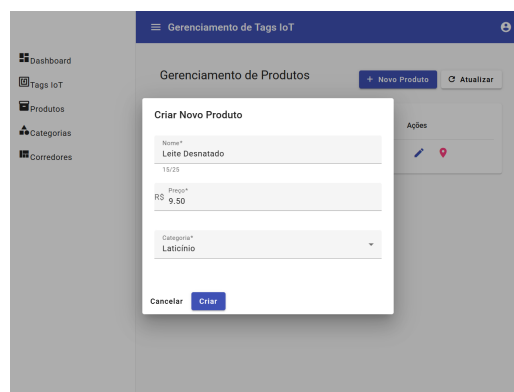 Gerenciamento de Tags IoT
Dashboard
Tags IoT
Produtos
Categorias
Corredores
Gerenciamento de Produtos
+ Novo Produto
Atualizar
Ações
Criar Novo Produto
Nome*
Leite Desnatado
15/25
R$
Preço*
9.50
Categoria*
Laticínio
Cancelar
Criar